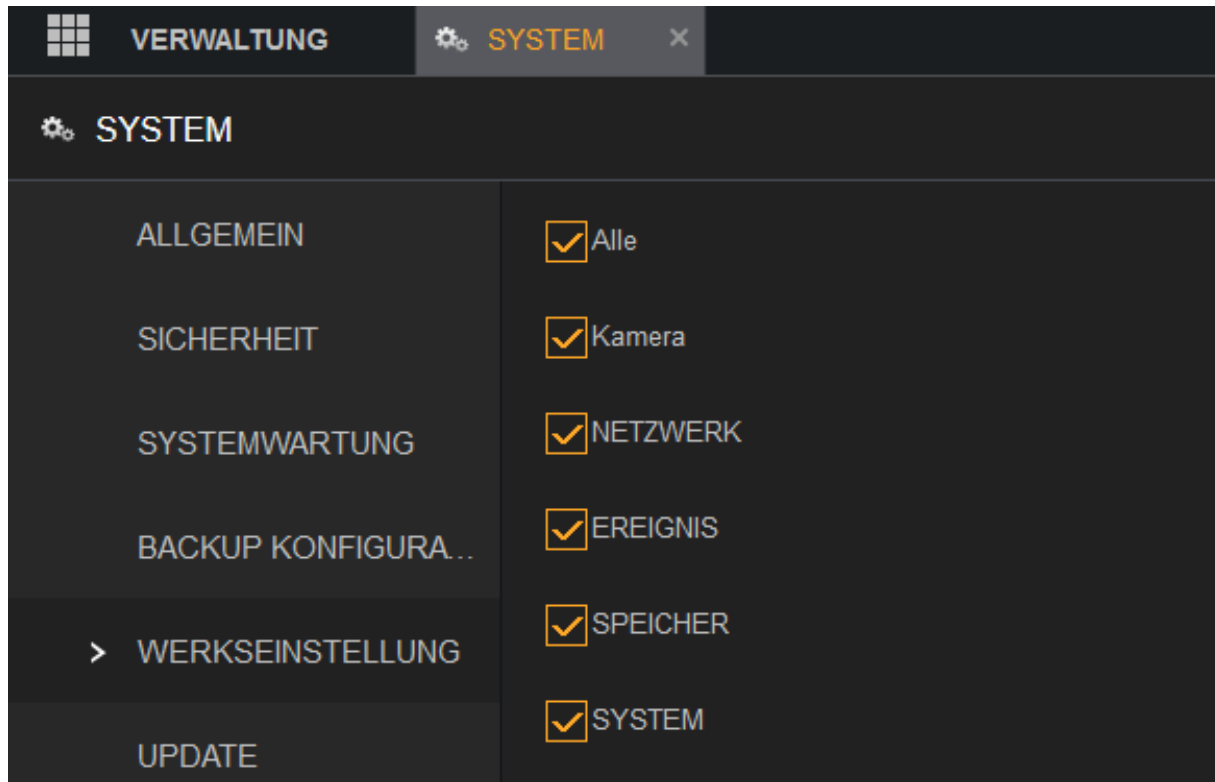 VERWALTUNG
SYSTEM
SYSTEM
ALLGEMEIN
SICHERHEIT
SYSTEMWARTUNG
BACKUP KONFIGURA...
WERKSEINSTELLUNG
UPDATE
Alle
Kamera
NETZWERK
EREIGNIS
SPEICHER
SYSTEM